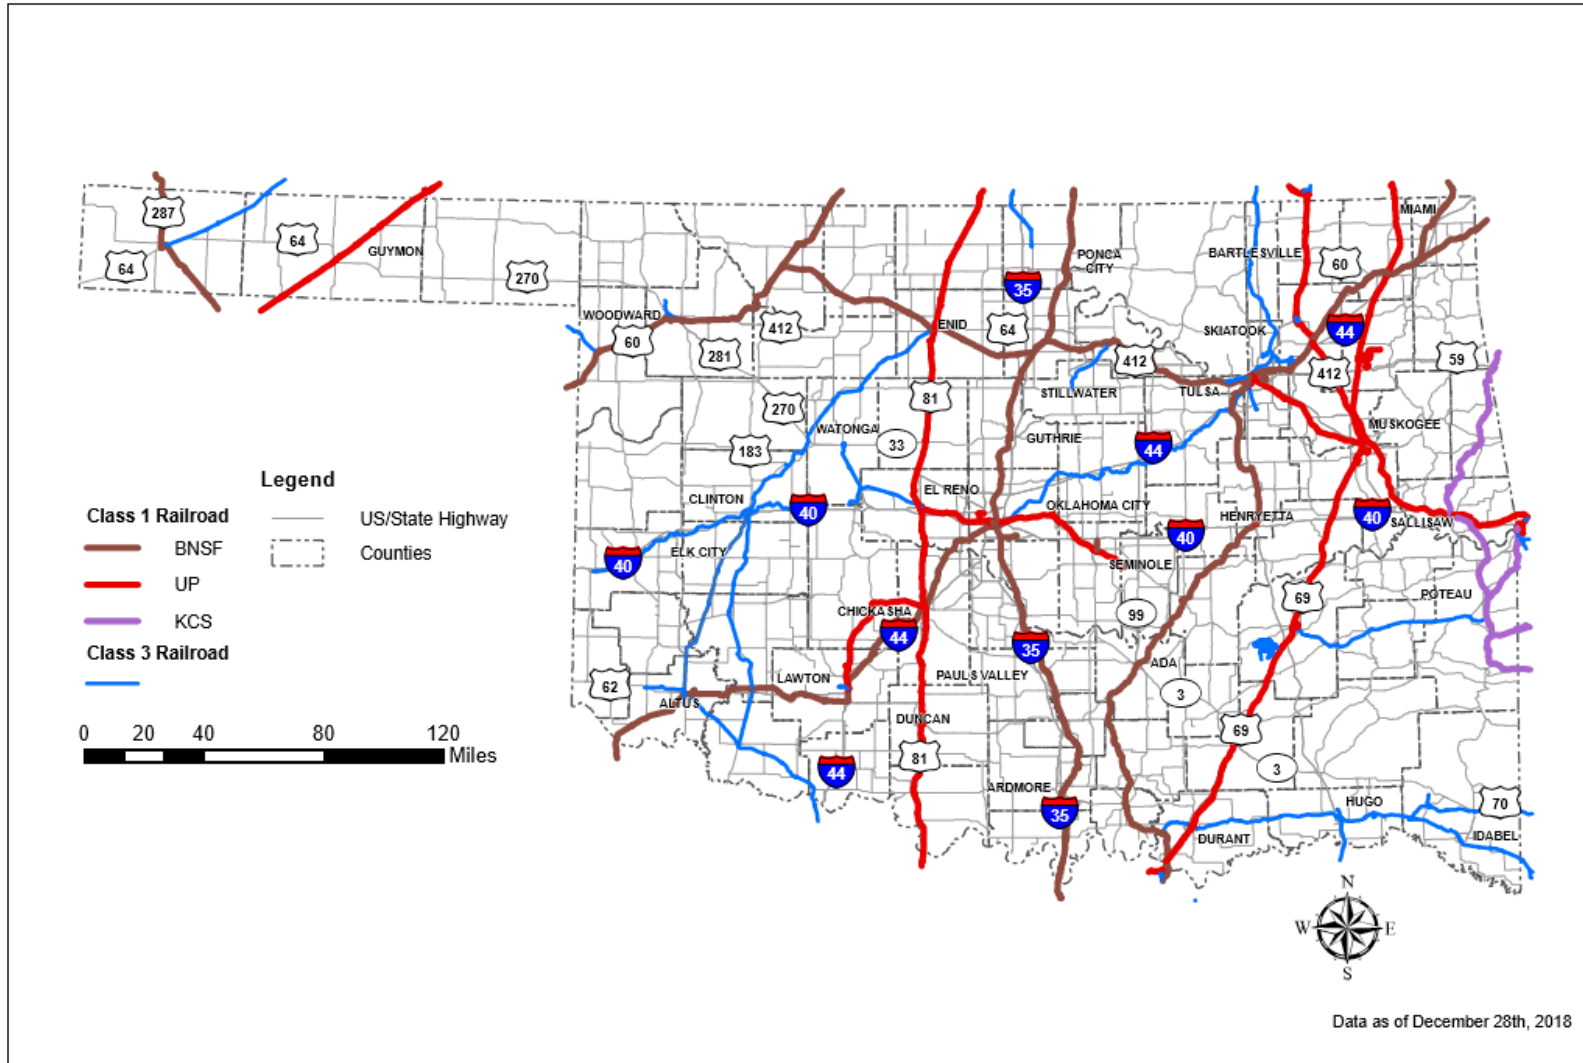 287
64
64
GUYMON
270
WOODWARD
60
412
281
35
64
ENID
PONCA
CITY
BARTLESVILLE
MIAMI
60
SKIATOOK
44
412
412
59
TULSA
STILLWATER
81
270
WATONGA
33
183
GUTHRIE
44
MUSKOGEE
EL RENO
CLINTON
40
OKLAHOMA CITY
HENRYETTA
40
40
SALLISAW
ELK CITY
40
SEMINOLE
CHICKASHA
44
99
69
POTEAU
35
PAULS VALLEY
ADA
3
LAWTON
62
ALTUS
DUNCAN
81
69
3
44
ARDMORE
35
DURANT
HUGO
70
IDABEL
Legend
Class 1 Railroad
BNSF
UP
KCS
Class 3 Railroad
US/State Highway
Counties
0 20 40 80 120
Miles
N
W E
S
Data as of December 28th, 2018